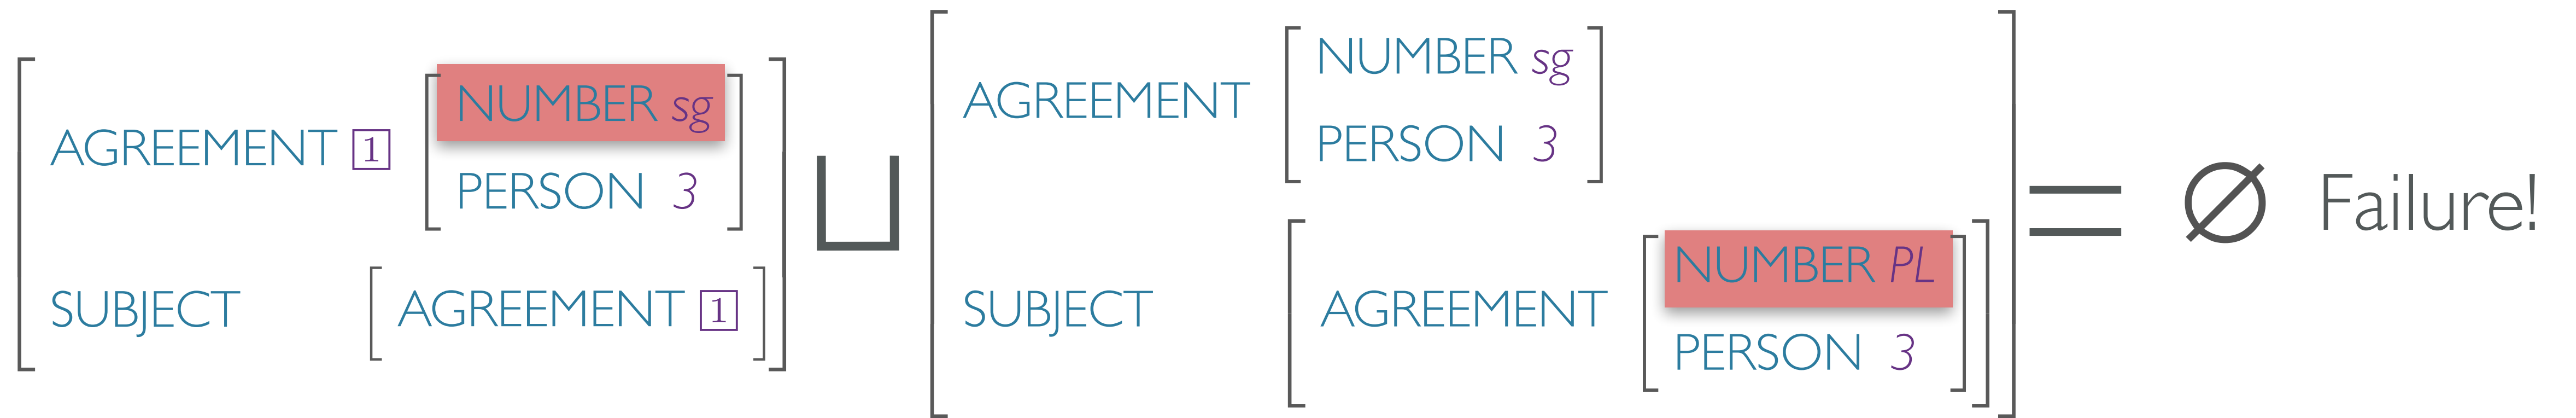 NUMBER sg
AGREEMENT 1
PERSON 3
SUBJECT AGREEMENT 1
⊔
NUMBER sg
AGREEMENT
PERSON 3
NUMBER PL
SUBJECT AGREEMENT
PERSON 3
= ∅ Failure!